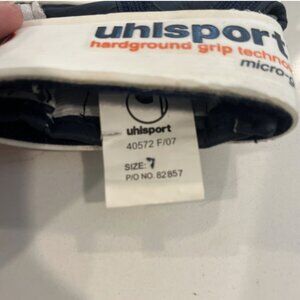 uhlsport
hardground grip techno
micro-
uhlsport
40572 F/07
SIZE: 7
P/O NO. 82857